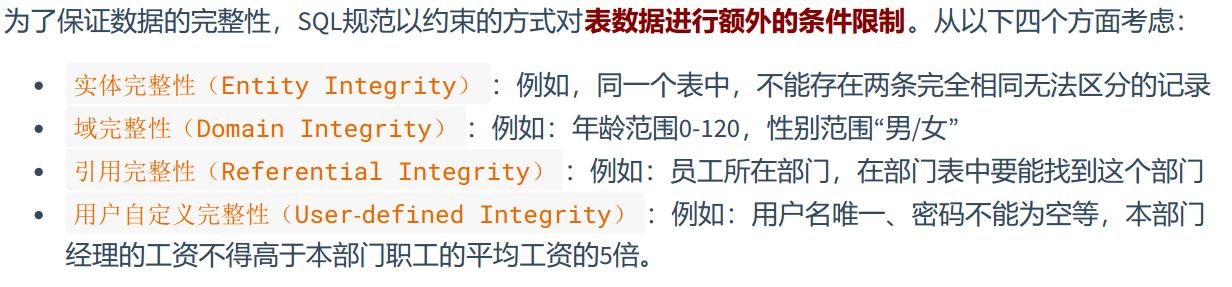 为了保证数据的完整性，SQL规范以约束的方式对表数据进行额外的条件限制。从以下四个方面考虑：
• 实体完整性（Entity Integrity）：例如，同一个表中，不能存在两条完全相同无法区分的记录
• 域完整性（Domain Integrity）：例如：年龄范围0-120，性别范围“男/女”
• 引用完整性（Referential Integrity）：例如：员工所在部门，在部门表中要能找到这个部门
• 用户自定义完整性（User-defined Integrity）：例如：用户名唯一、密码不能为空等，本部门
经理的工资不得高于本部门职工的平均工资的5倍。